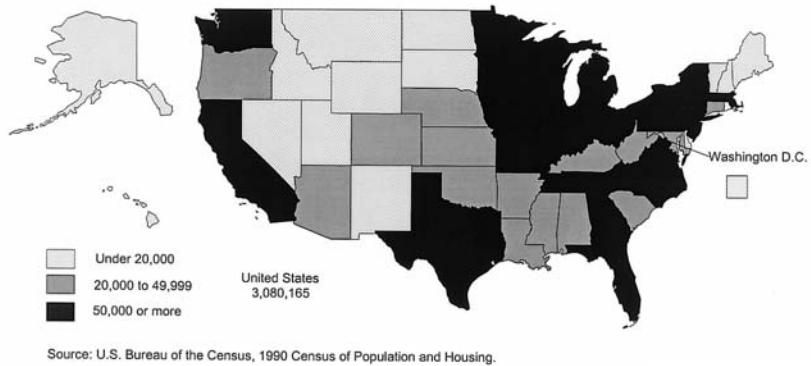 Washington D.C.
Under 20,000
20,000 to 49,999
50,000 or more
United States
3,080,165
Source: U.S. Bureau of the Census, 1990 Census of Population and Housing.